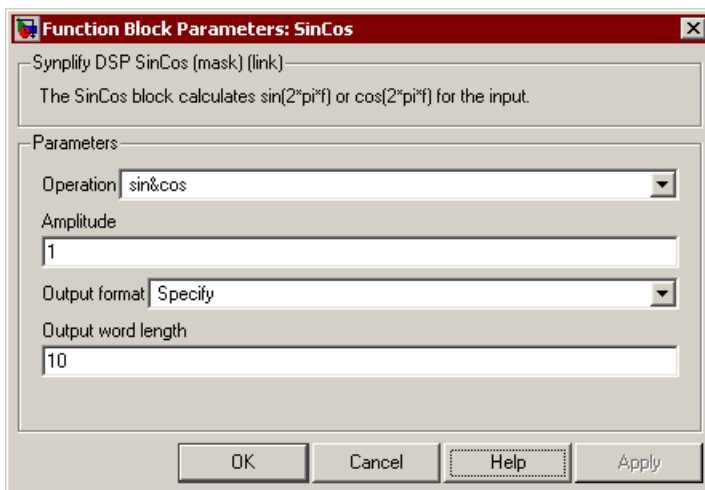 Function Block Parameters: SinCos
Synplify DSP SinCos (mask) (link)
The SinCos block calculates sin(2*pi*f) or cos(2*pi*f) for the input.
Parameters
Operation sin&cos
Amplitude
1
Output format Specify
Output word length
10
OK Cancel Help Apply